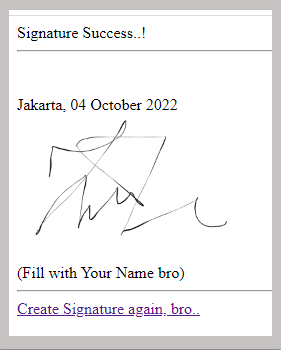 Signature Success..!
Jakarta, 04 October 2022
(Fill with Your Name bro)
Create Signature again, bro..